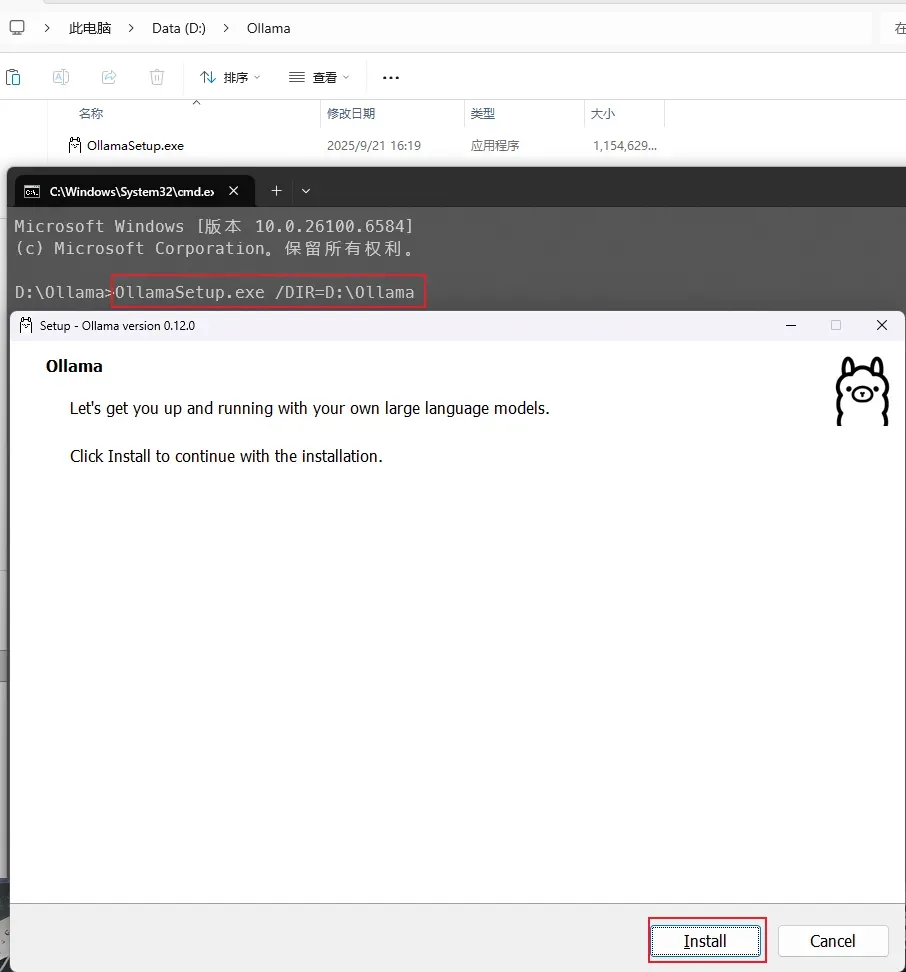 此电脑 Data (D:) Ollama 在
排序 查看
名称 修改日期 类型 大小
OllamaSetup.exe 2025/9/21 16:19 应用程序 1,154,629...
C:\Windows\System32\cmd.ex
Microsoft Windows [版本 10.0.26100.6584]
(c) Microsoft Corporation。保留所有权利。
D:\Ollama>OllamaSetup.exe /DIR=D:\Ollama
Setup - Ollama version 0.12.0
Ollama
Let's get you up and running with your own large language models.
Click Install to continue with the installation.
Install Cancel